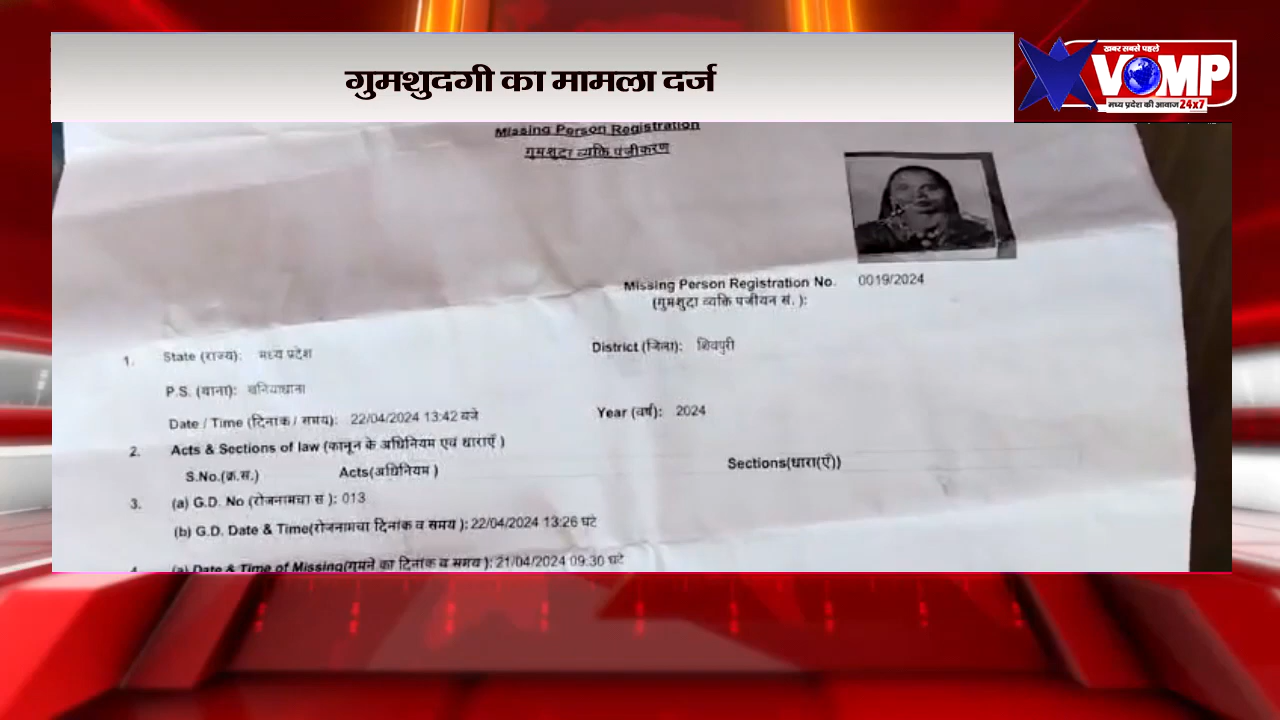 गुमशुदगी का मामला दर्ज
खबर सबसे पहले
VOMP
मध्य प्रदेश की आवाज 24x7
Missing Person Registration
गुमशुदा व्यक्ति पंजीकरण
Missing Person Registration No. 0019/2024
(गुमशुदा व्यक्ति पंजीयन सं. ):
1. State (राज्य): मध्य प्रदेश District (जिला): शिवपुरी
P.S. (थाना): खनियाधाना
Date / Time (दिनांक / समय): 22/04/2024 13:42 बजे Year (वर्ष): 2024
2. Acts & Sections of law (कानून के अधिनियम एवं धाराएँ )
S.No.(क्र.स.) Acts(अधिनियम ) Sections(धारा(एँ))
3. (a) G.D. No (रोजनामचा सं ): 013
(b) G.D. Date & Time(रोजनामचा दिनांक व समय ): 22/04/2024 13:26 घंटे
4. (a) Date & Time of Missing(गुमने का दिनांक व समय ): 21/04/2024 09:30 घंटे